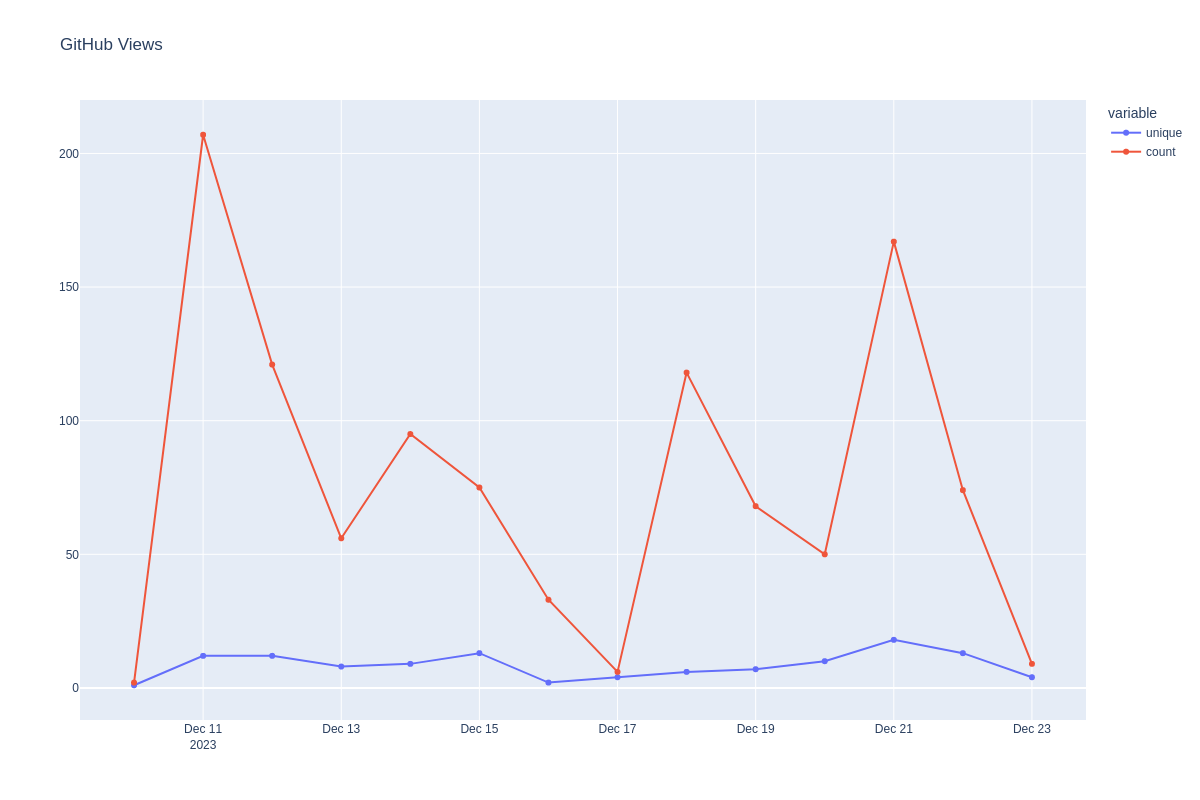 GitHub Views
variable
unique
count
200
150
100
50
0
Dec 11
2023
Dec 13
Dec 15
Dec 17
Dec 19
Dec 21
Dec 23